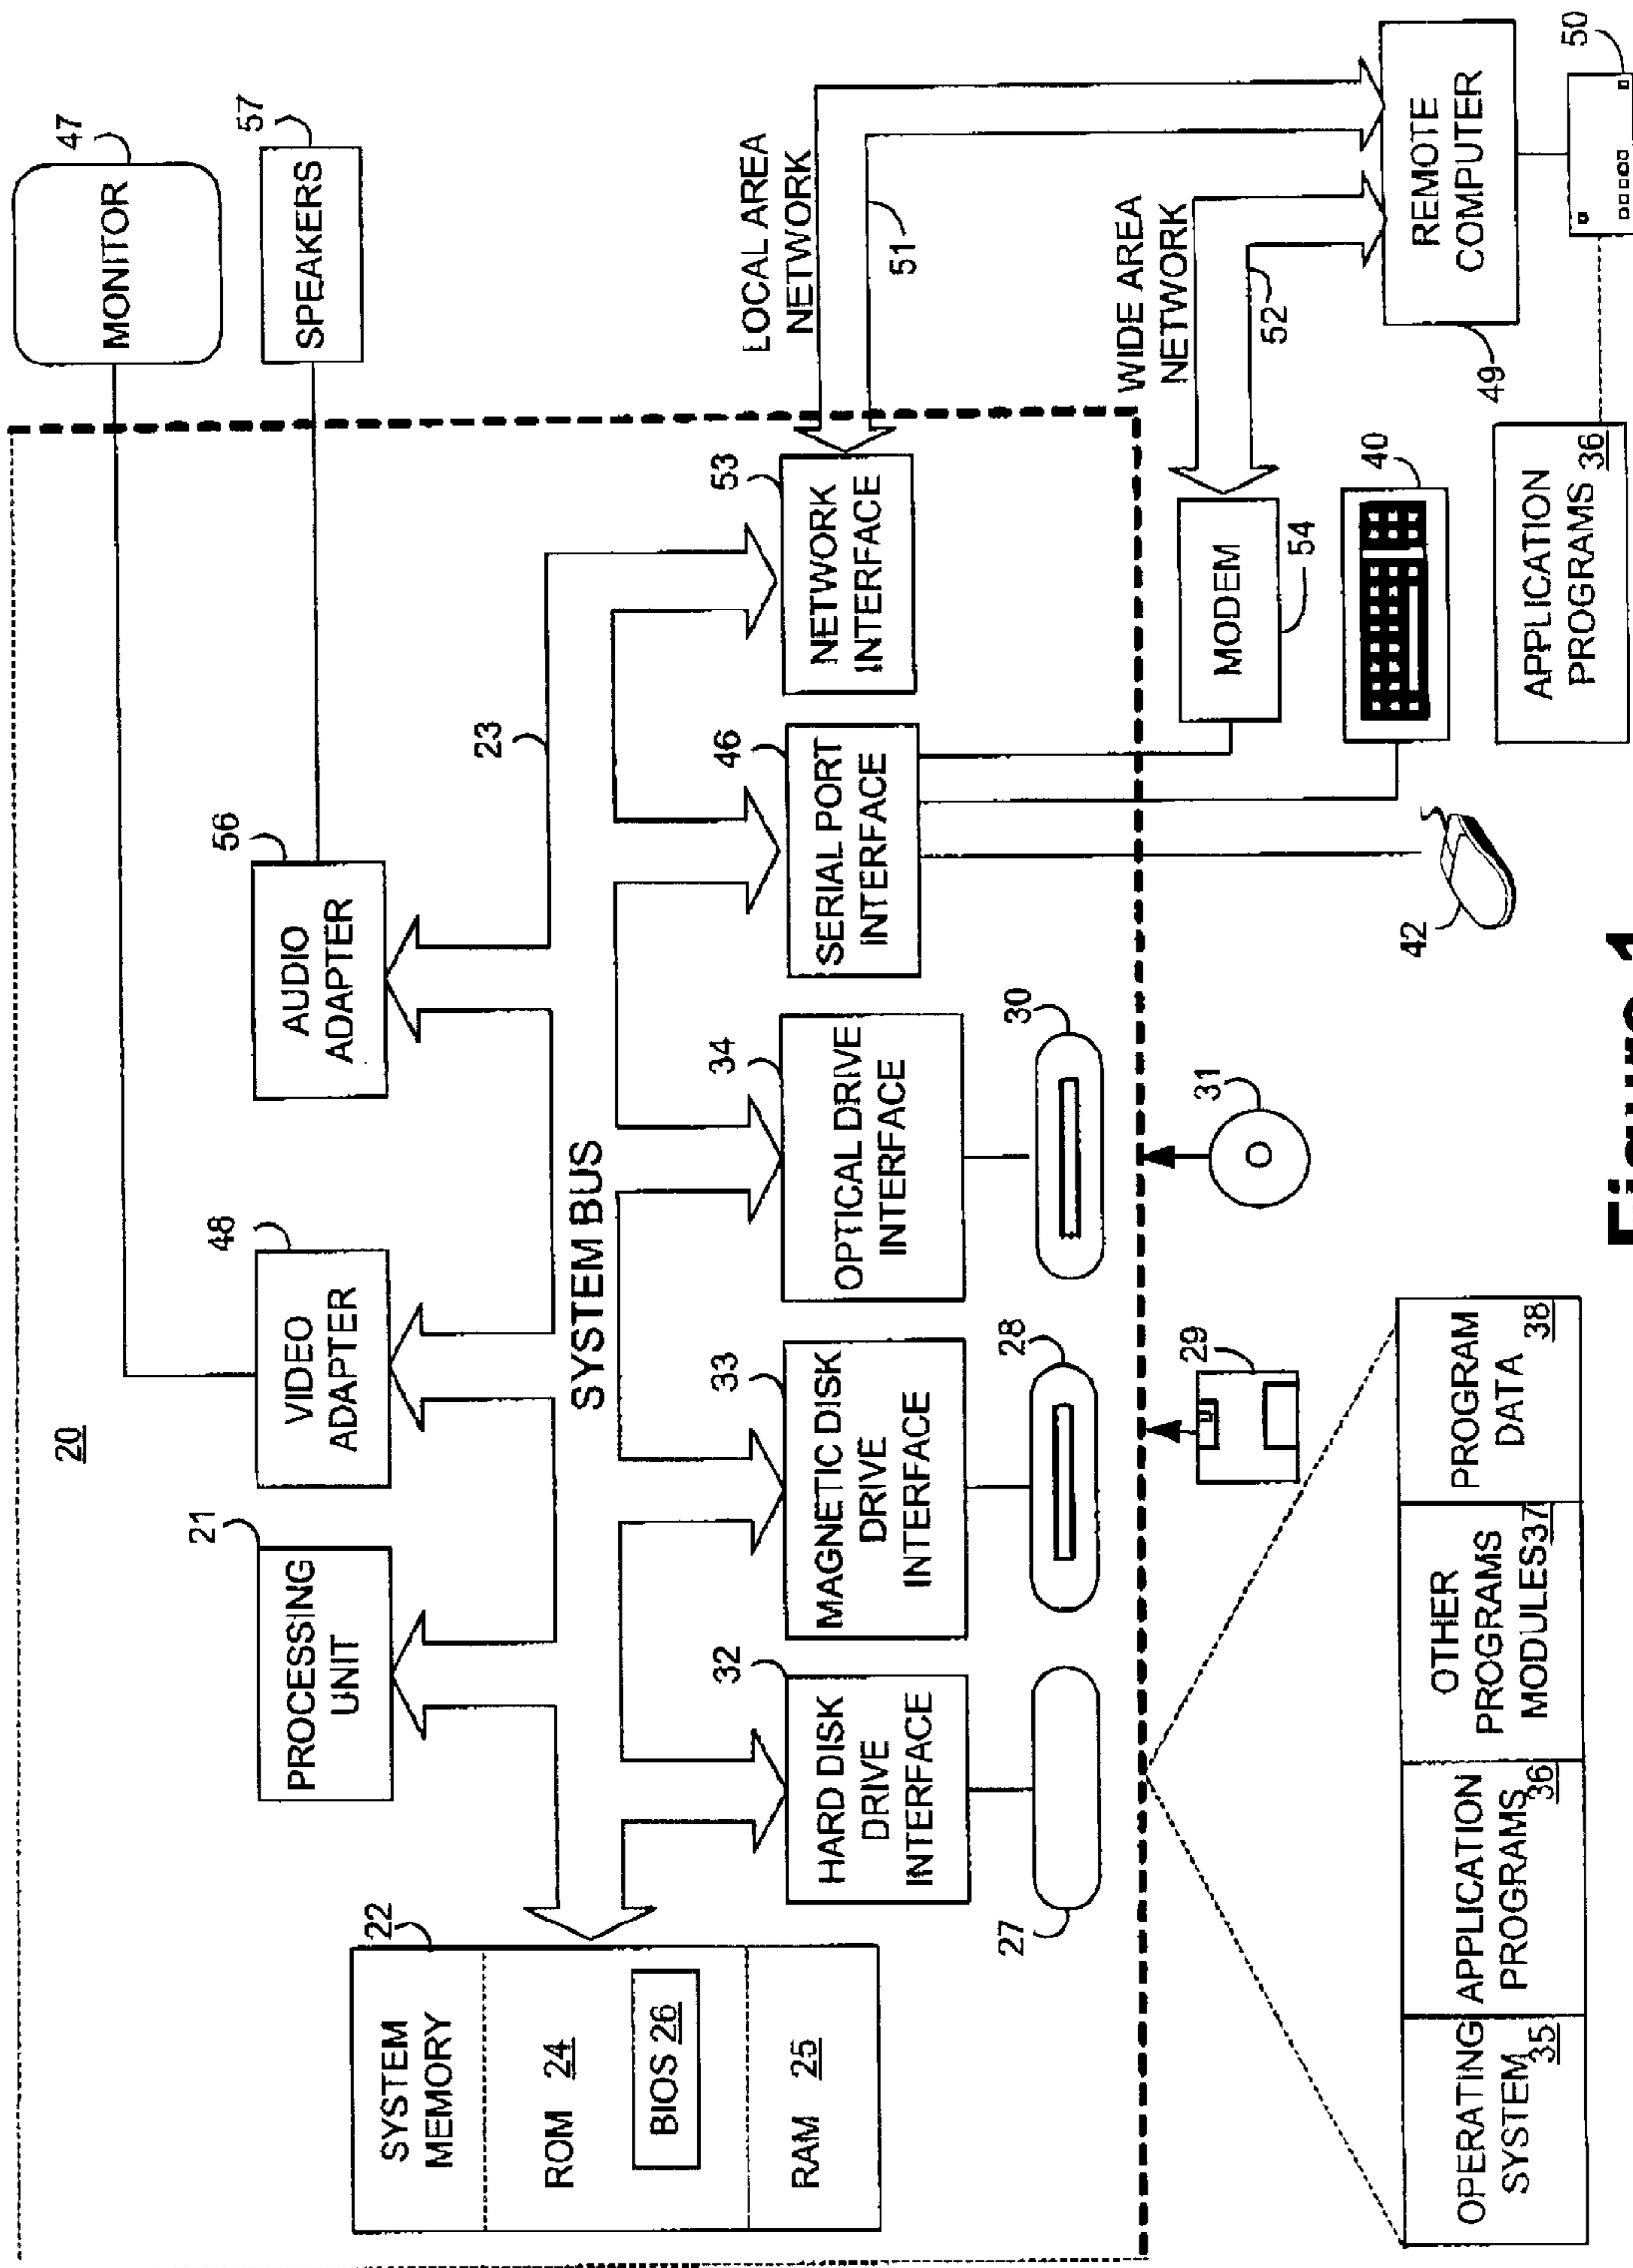 20
MONITOR
47
SPEAKERS
57
PROCESSING
UNIT
21
VIDEO
ADAPTER
48
AUDIO
ADAPTER
56
SYSTEM
MEMORY
22
ROM 24
BIOS 26
RAM 25
SYSTEM BUS
23
HARD DISK
DRIVE
INTERFACE
32
MAGNETIC DISK
DRIVE
INTERFACE
33
OPTICAL DRIVE
INTERFACE
34
SERIAL PORT
INTERFACE
46
NETWORK
INTERFACE
53
LOCAL AREA
NETWORK
51
27
28
30
29
31
WIDE AREA
NETWORK
52
MODEM
54
40
42
REMOTE
COMPUTER
49
50
OPERATING
SYSTEM
35
APPLICATION
PROGRAMS
36
OTHER
PROGRAMS
MODULES37
PROGRAM
DATA
38
APPLICATION
PROGRAMS 36
Figure 1